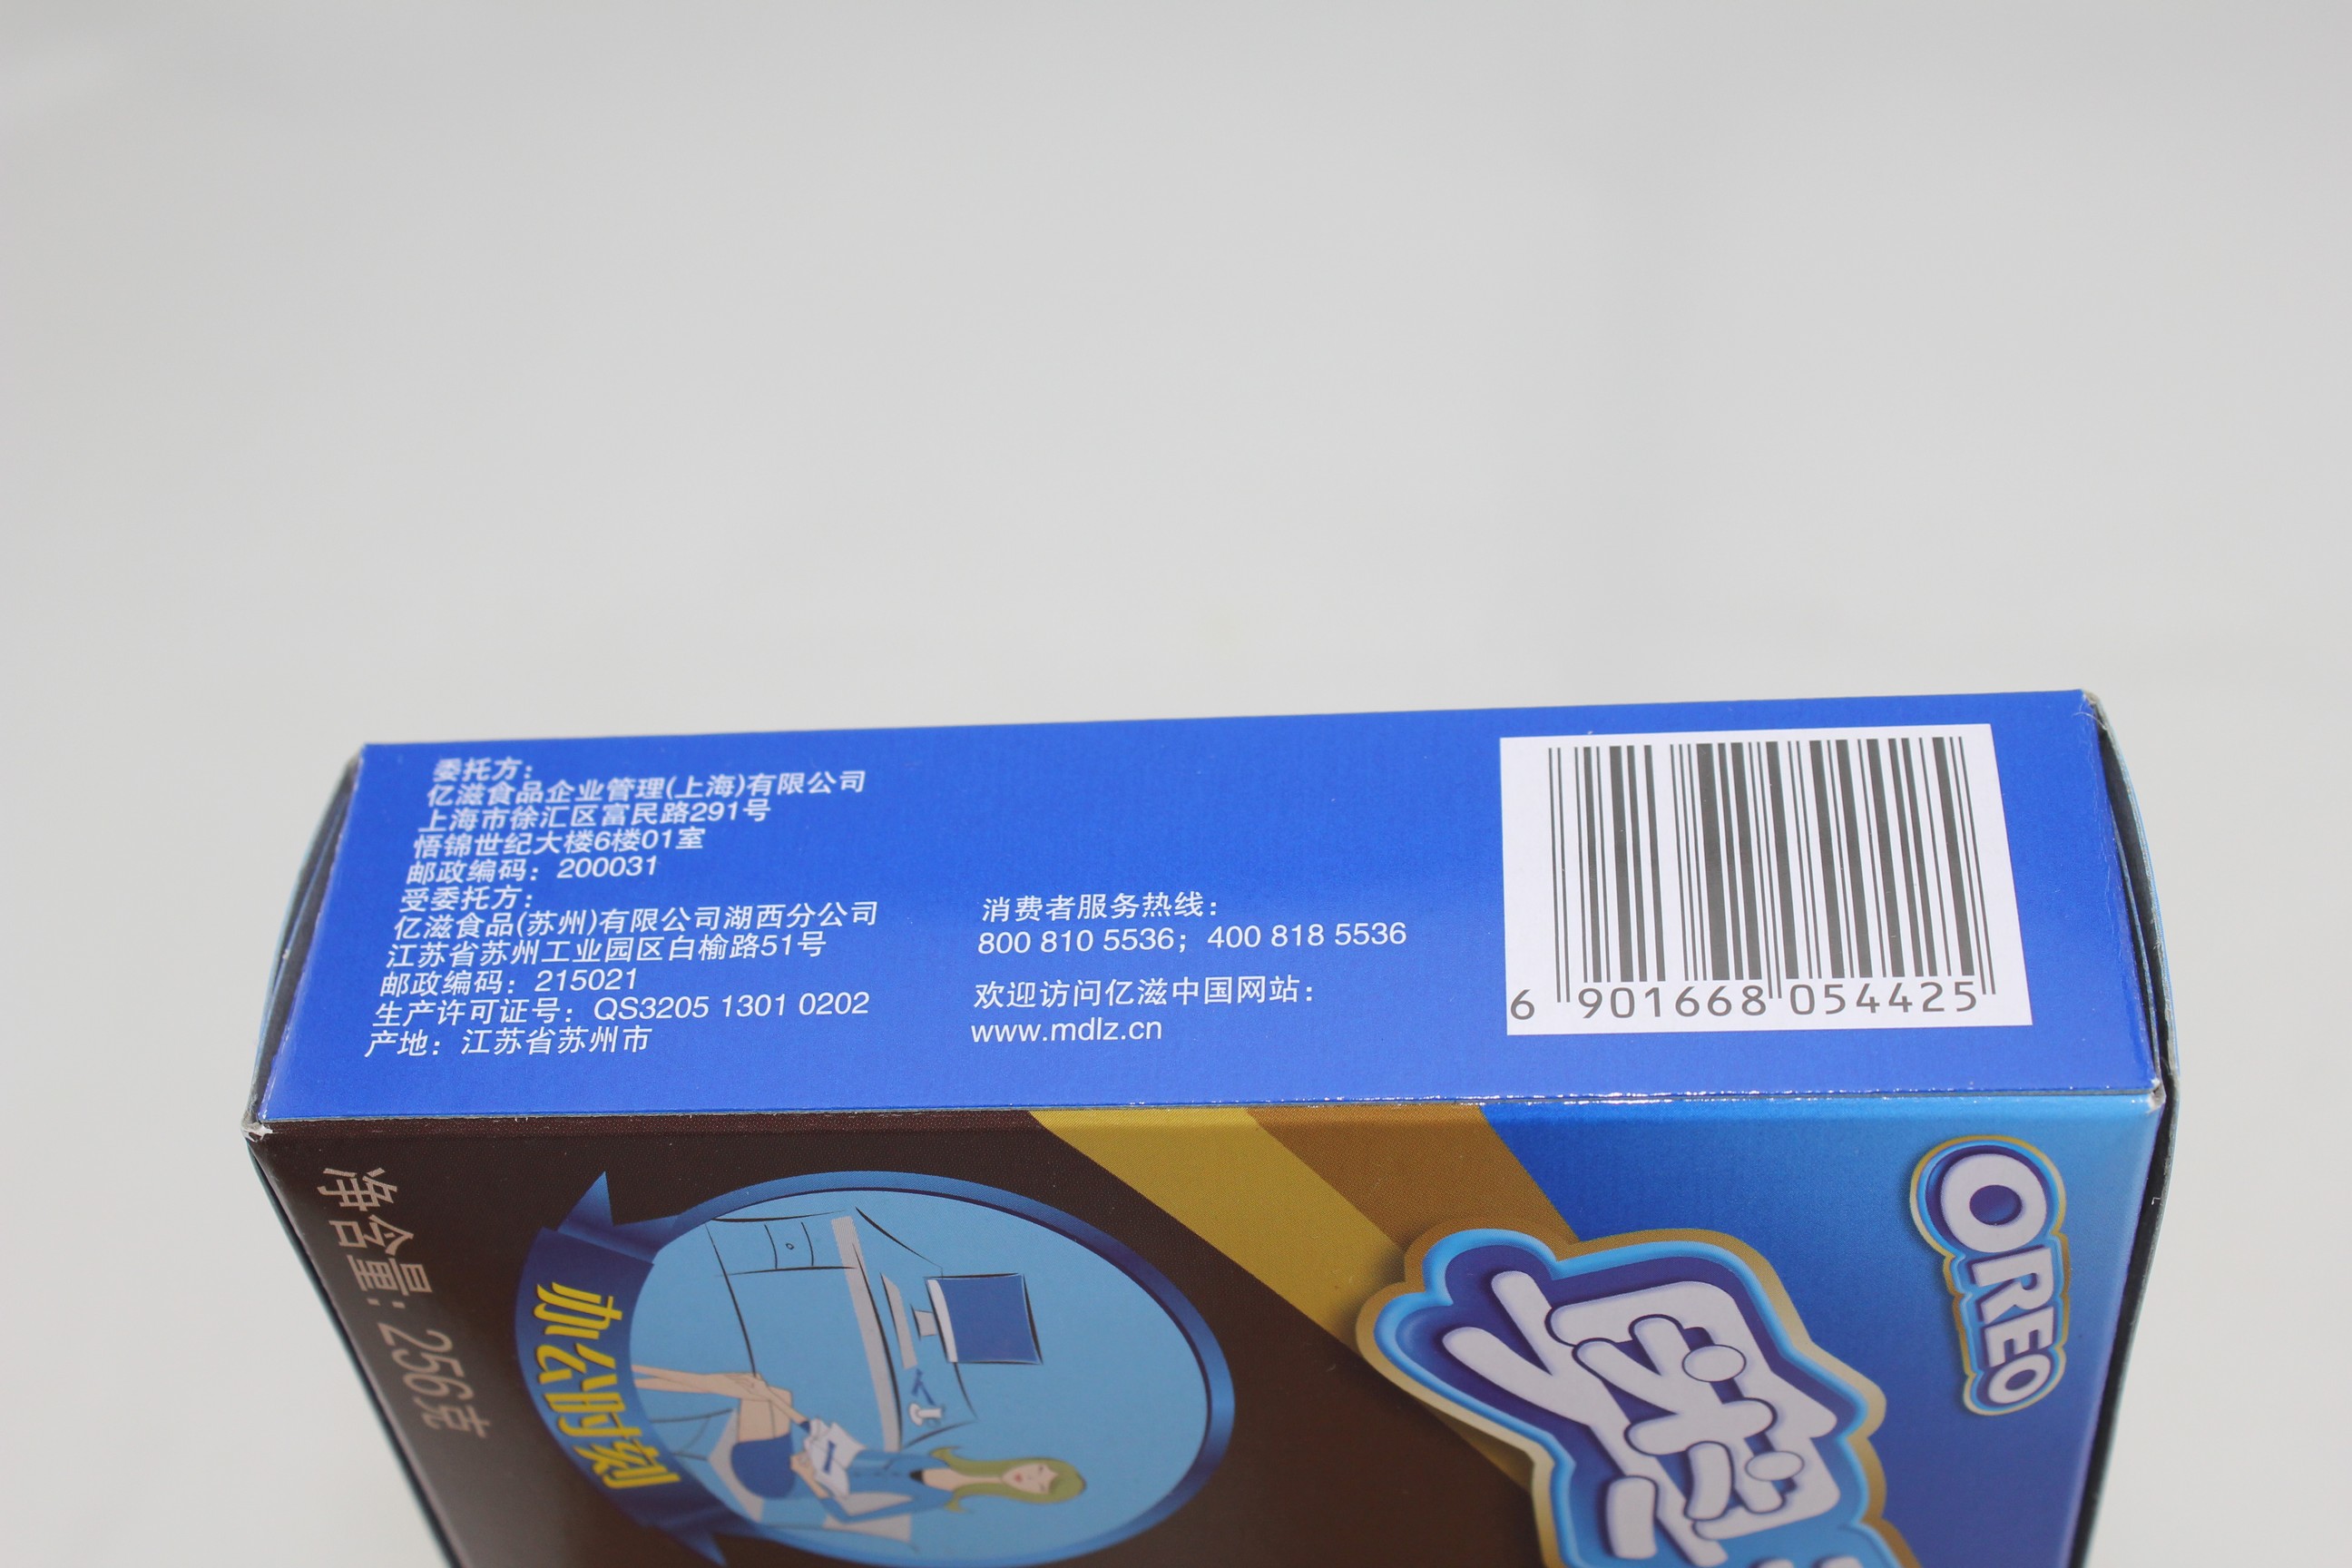 委托方：
亿滋食品企业管理(上海)有限公司
上海市徐汇区富民路291号
悟锦世纪大楼6楼01室
邮政编码：200031
受委托方：
亿滋食品(苏州)有限公司湖西分公司
江苏省苏州工业园区白榆路51号
邮政编码：215021
生产许可证号：QS3205 1301 0202
产地：江苏省苏州市
消费者服务热线：
800 810 5536；400 818 5536
欢迎访问亿滋中国网站：
www.mdlz.cn
6 901668 054425
OREO
净含量：256克
办公时刻